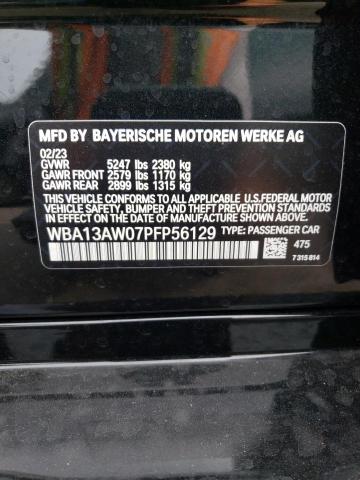 MFD BY BAYERISCHE MOTOREN WERKE AG
02/23
GVWR 5247 lbs 2380 kg
GAWR FRONT 2579 lbs 1170 kg
GAWR REAR 2899 lbs 1315 kg
THIS VEHICLE CONFORMS TO ALL APPLICABLE U.S.FEDERAL MOTOR
VEHICLE SAFETY, BUMPER, AND THEFT PREVENTION STANDARDS
IN EFFECT ON THE DATE OF MANUFACTURE SHOWN ABOVE.
WBA13AW07PFP56129 TYPE: PASSENGER CAR
475
7 315 814